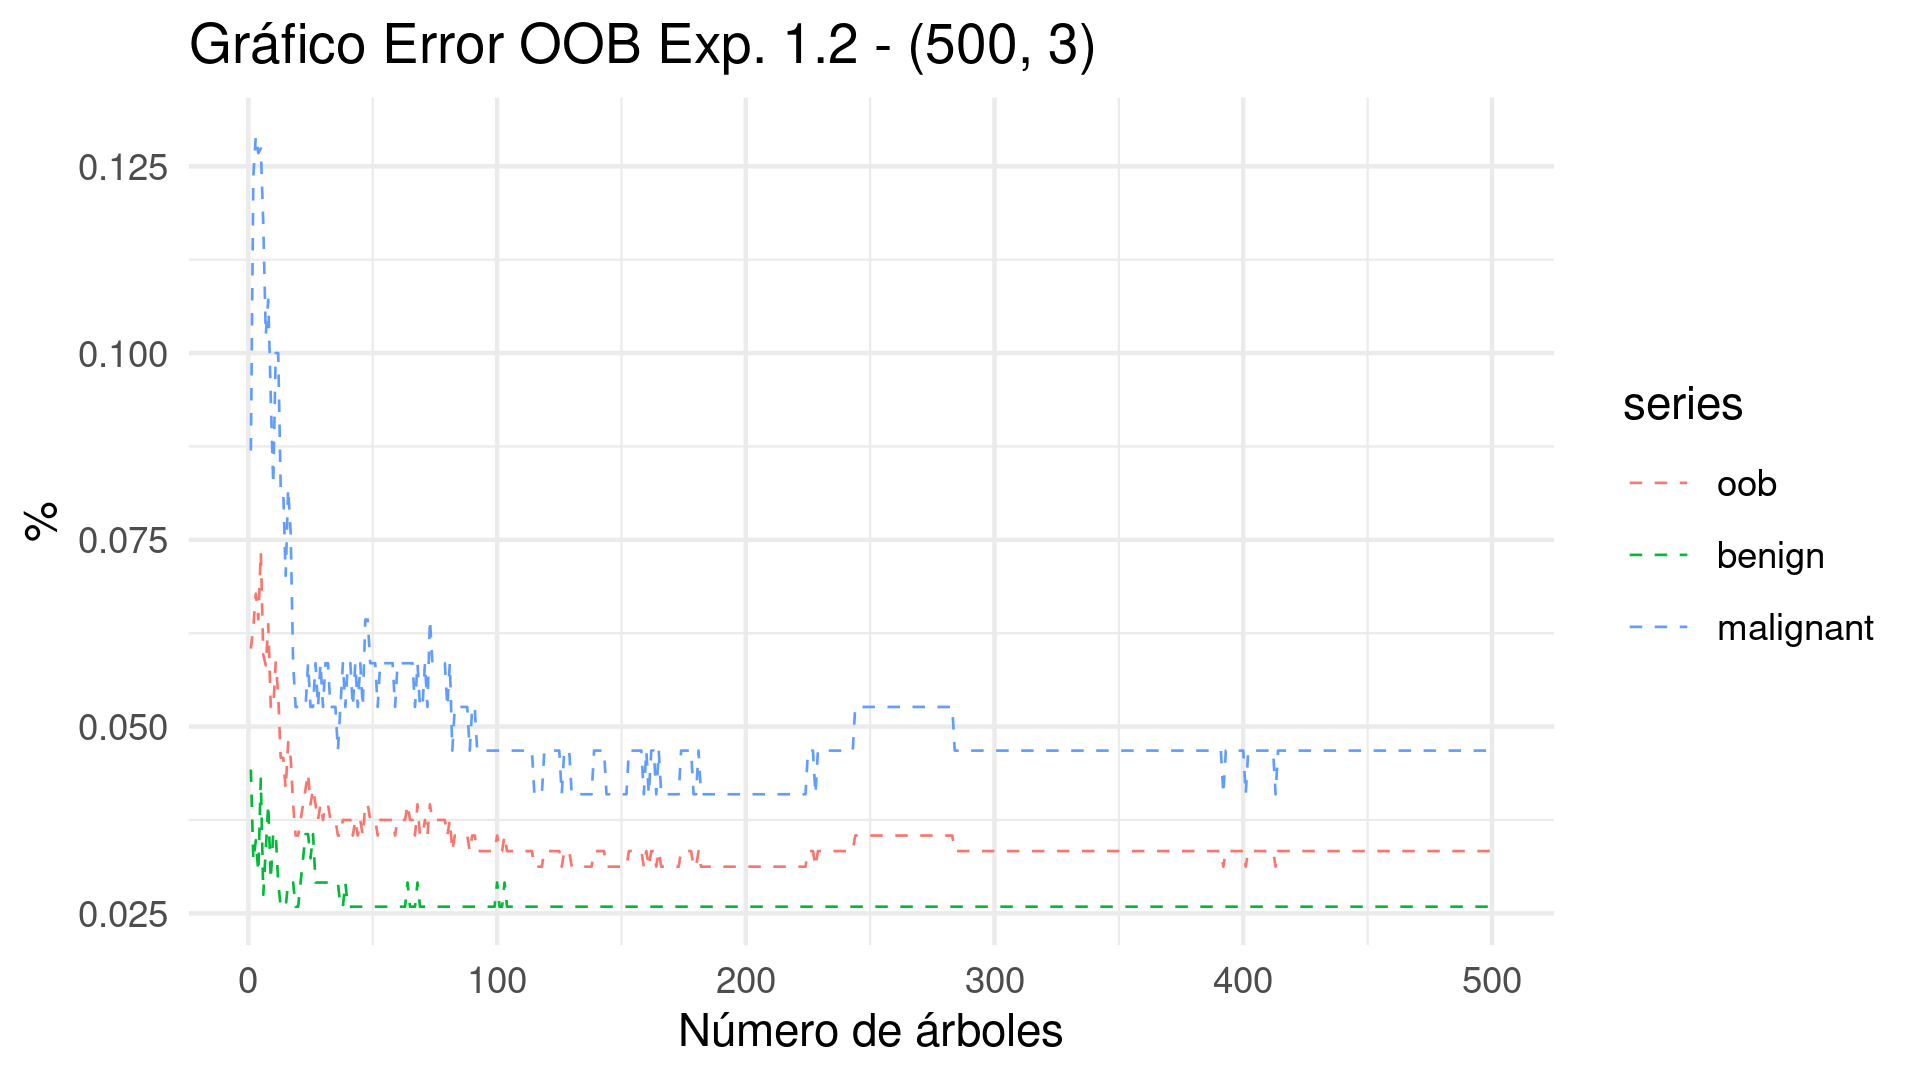 Gráfico Error OOB Exp. 1.2 - (500, 3)
%
0.125
0.100
0.075
0.050
0.025
0 100 200 300 400 500
Número de árboles
series
oob
benign
malignant